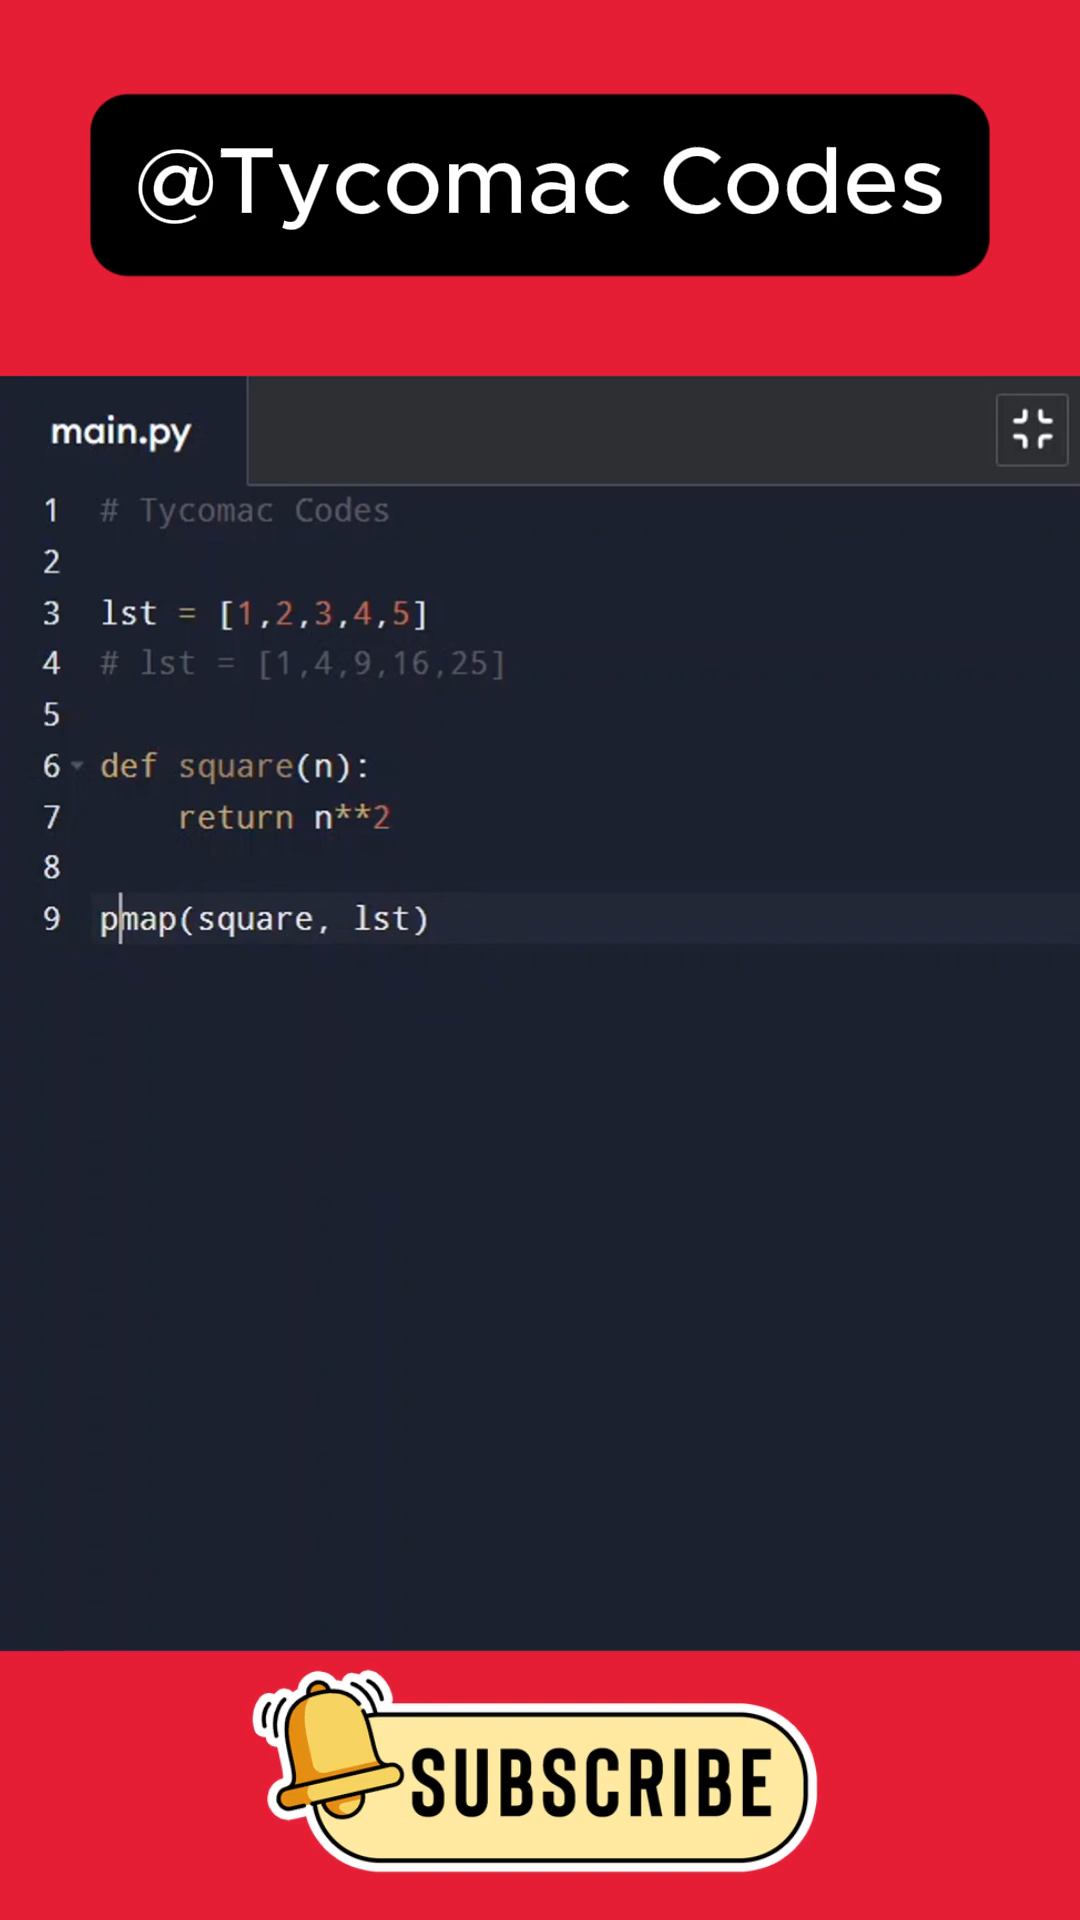 @Tycomac Codes
main.py
1 # Tycomac Codes
2
3 lst = [1,2,3,4,5]
4 # lst = [1,4,9,16,25]
5
6 def square(n):
7     return n**2
8
9 pmap(square, lst)
SUBSCRIBE